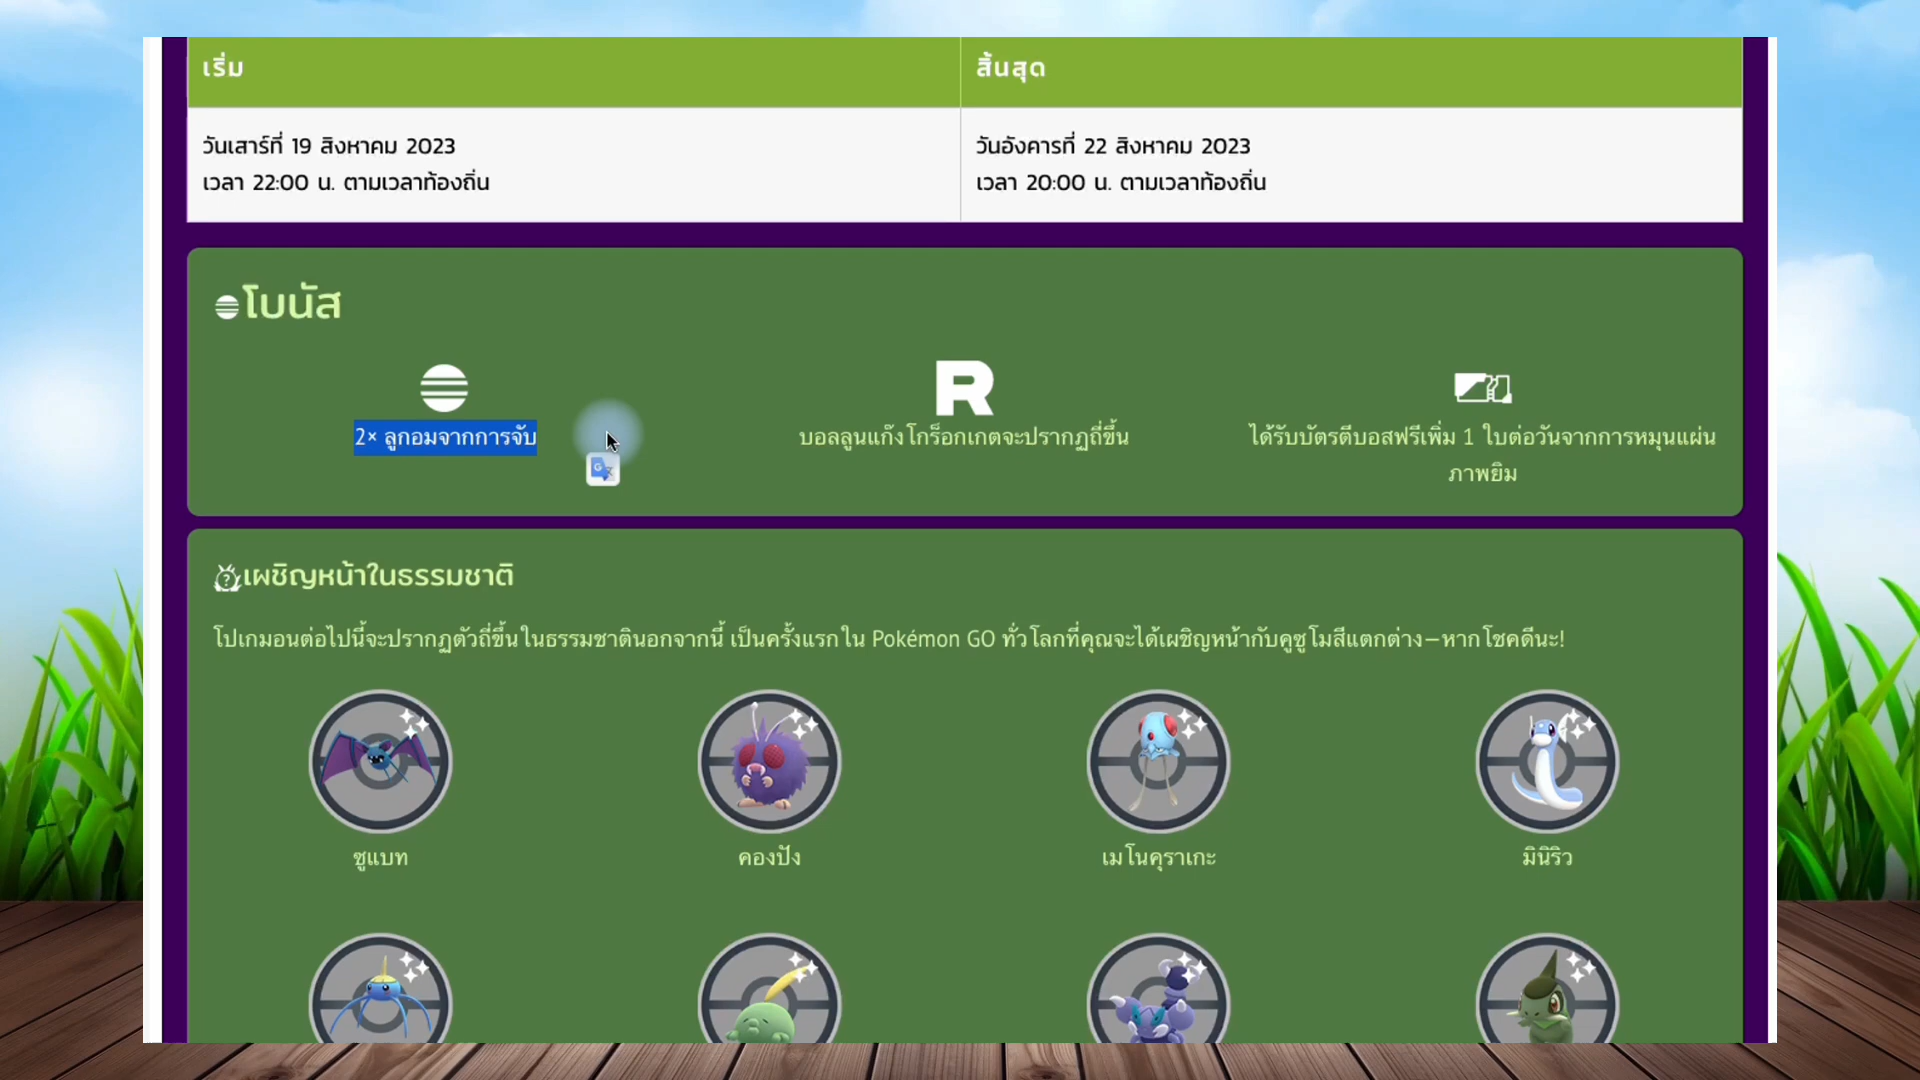 เริ่ม
สิ้นสุด
วันเสาร์ที่ 19 สิงหาคม 2023
เวลา 22:00 น. ตามเวลาท้องถิ่น
วันอังคารที่ 22 สิงหาคม 2023
เวลา 20:00 น. ตามเวลาท้องถิ่น
โบนัส
R
2× ลูกอมจากการจับ
บอลลูนแก๊งโกร็อกเกตจะปรากฏถี่ขึ้น
ได้รับบัตรตีบอสฟรีเพิ่ม 1 ใบต่อวันจากการหมุนแผ่น
ภาพยิม
เผชิญหน้าในธรรมชาติ
โปเกมอนต่อไปนี้จะปรากฏตัวถี่ขึ้นในธรรมชาตินอกจากนี้ เป็นครั้งแรกใน Pokémon GO ทั่วโลกที่คุณจะได้เผชิญหน้ากับคูซูโมสีแตกต่าง—หากโชคดีนะ!
ซูแบท
คองปัง
เมโนคุราเกะ
มินิริว